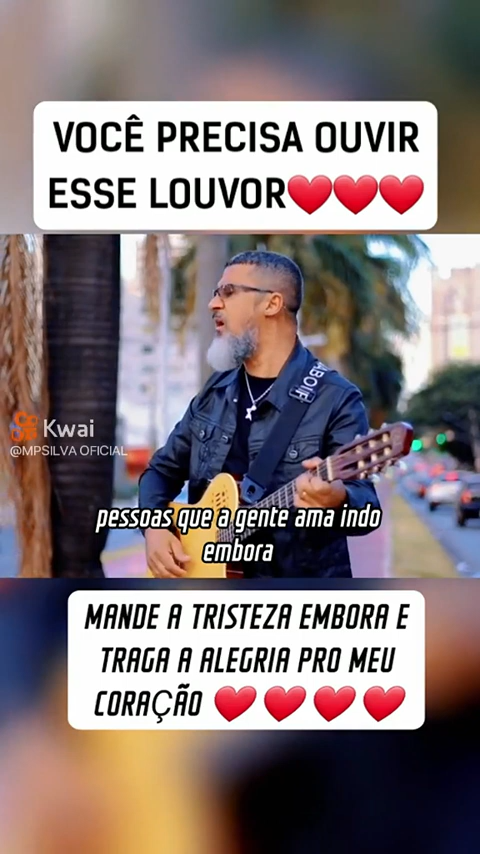 VOCÊ PRECISA OUVIR
ESSE LOUVOR❤️❤️❤️
Kwai
@MPSILVA OFICIAL
pessoas que a gente ama indo
embora
MANDE A TRISTEZA EMBORA E
TRAGA A ALEGRIA PRO MEU
CORAÇÃO ❤️ ❤️ ❤️ ❤️